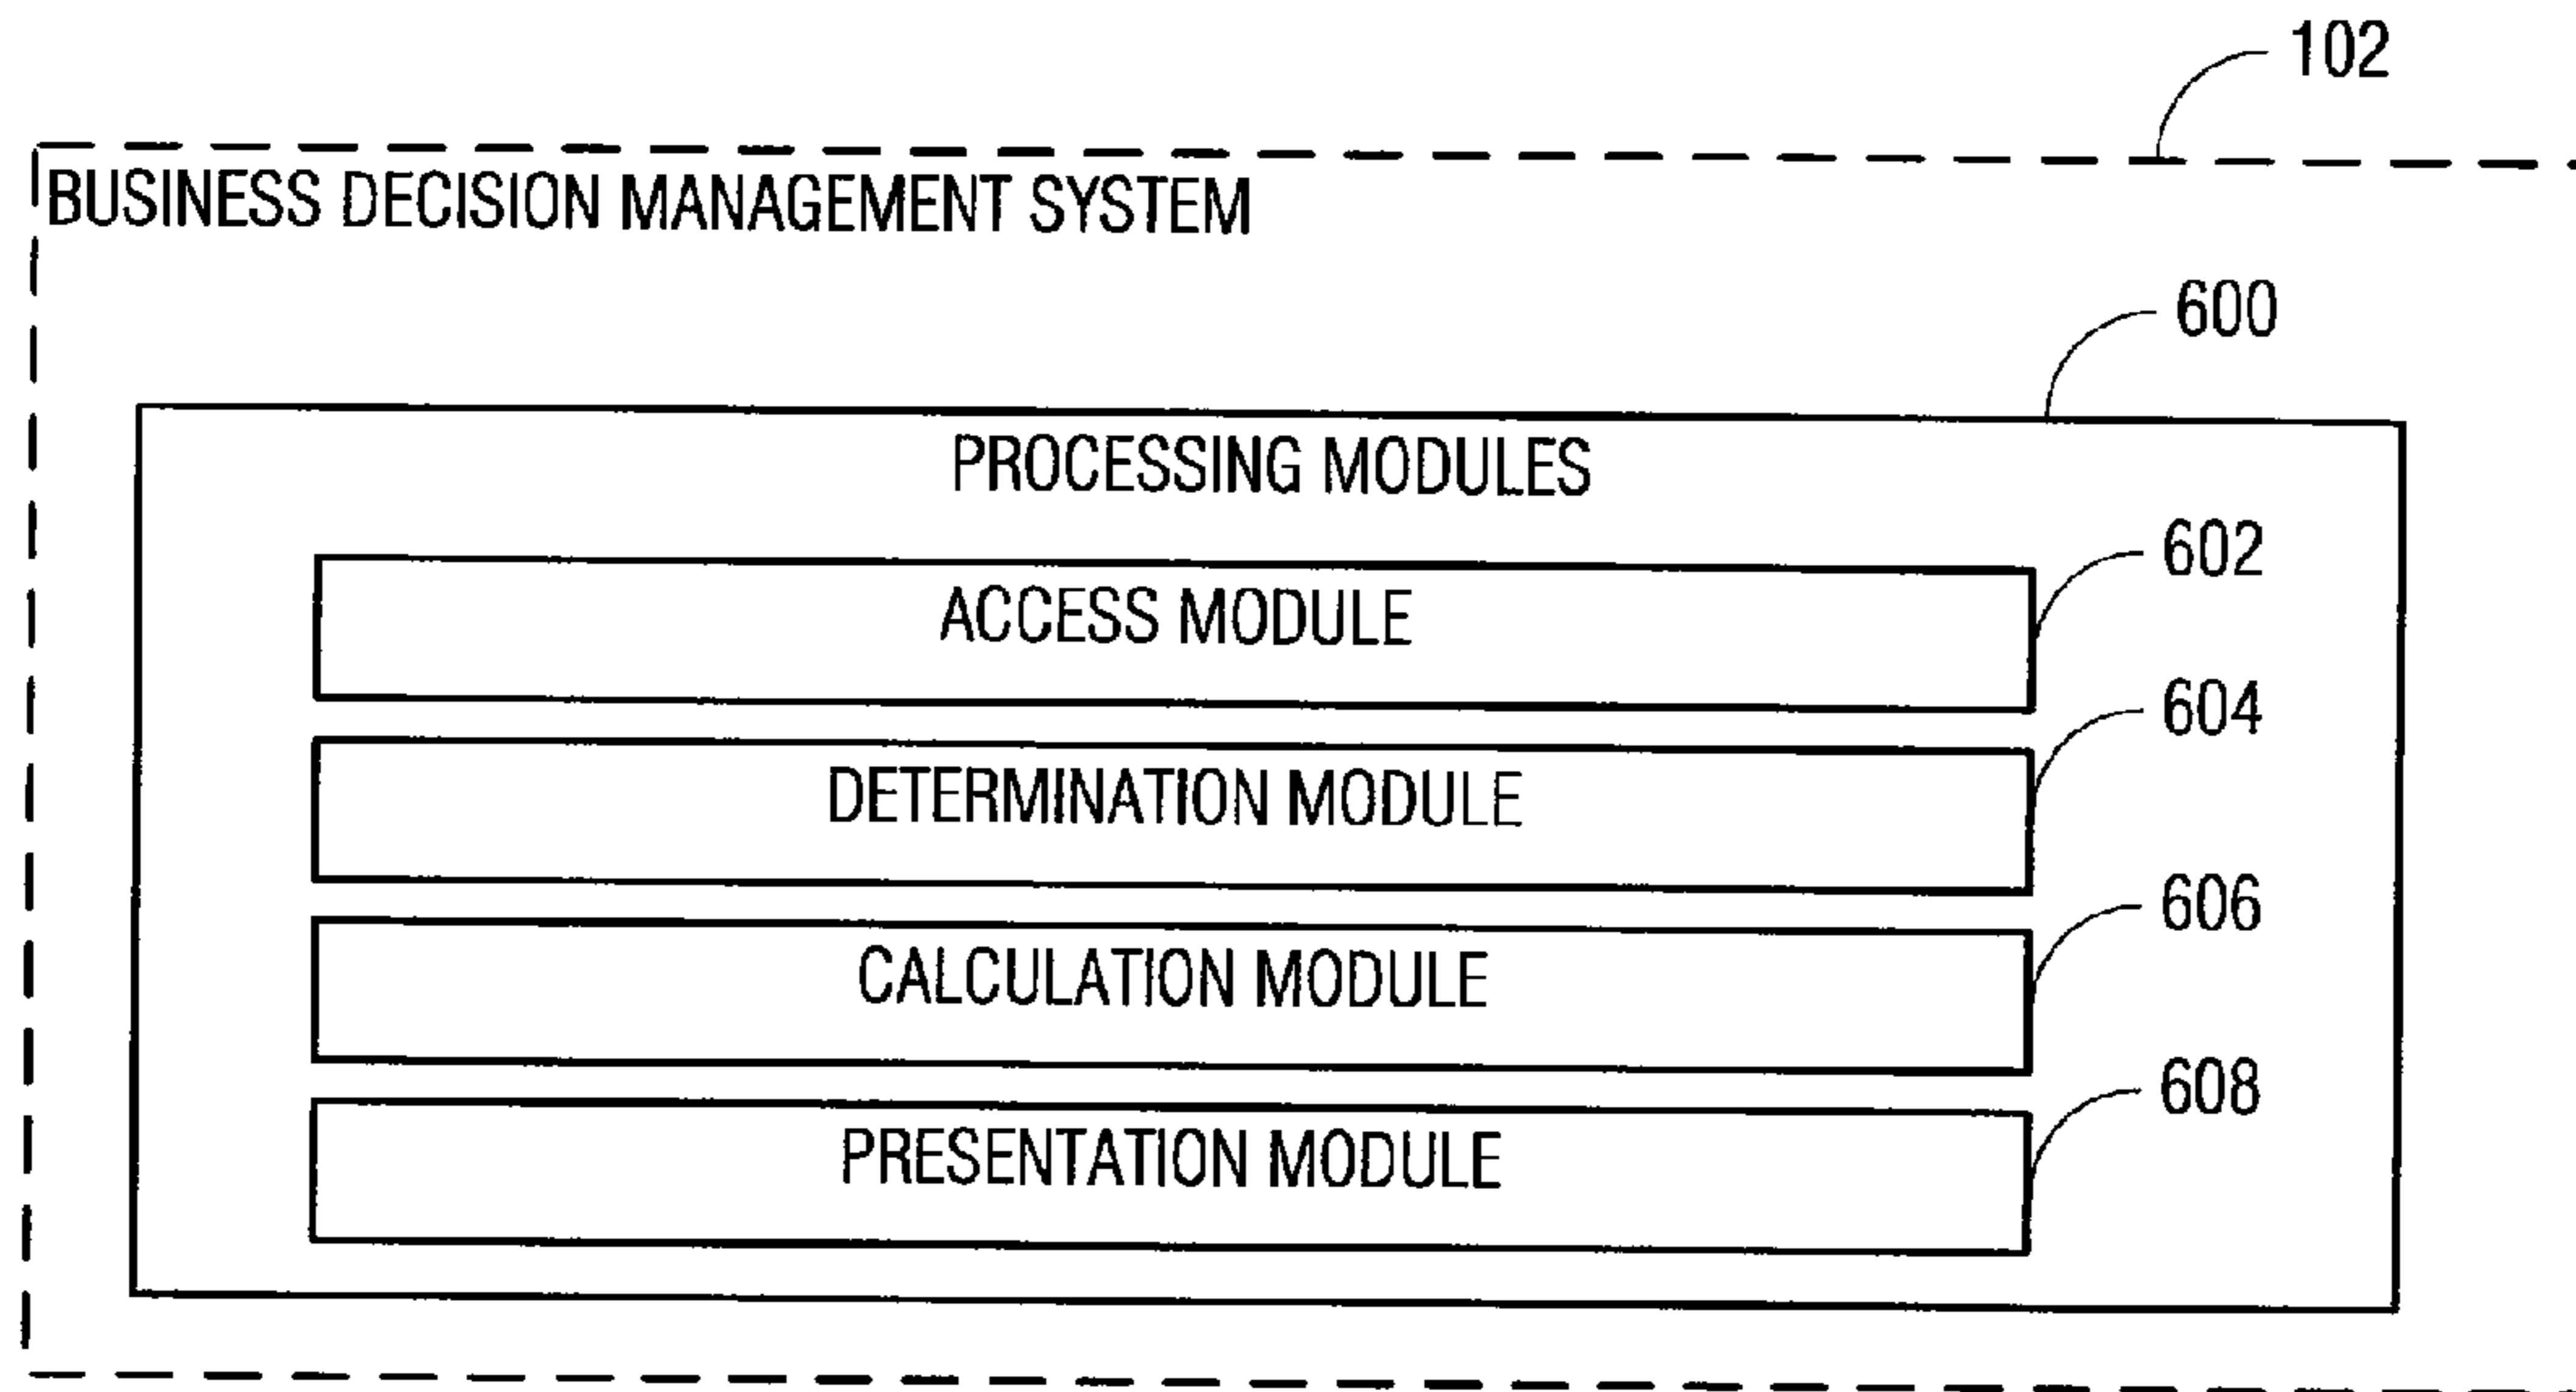 102
BUSINESS DECISION MANAGEMENT SYSTEM
600
PROCESSING MODULES
602
ACCESS MODULE
604
DETERMINATION MODULE
606
CALCULATION MODULE
608
PRESENTATION MODULE